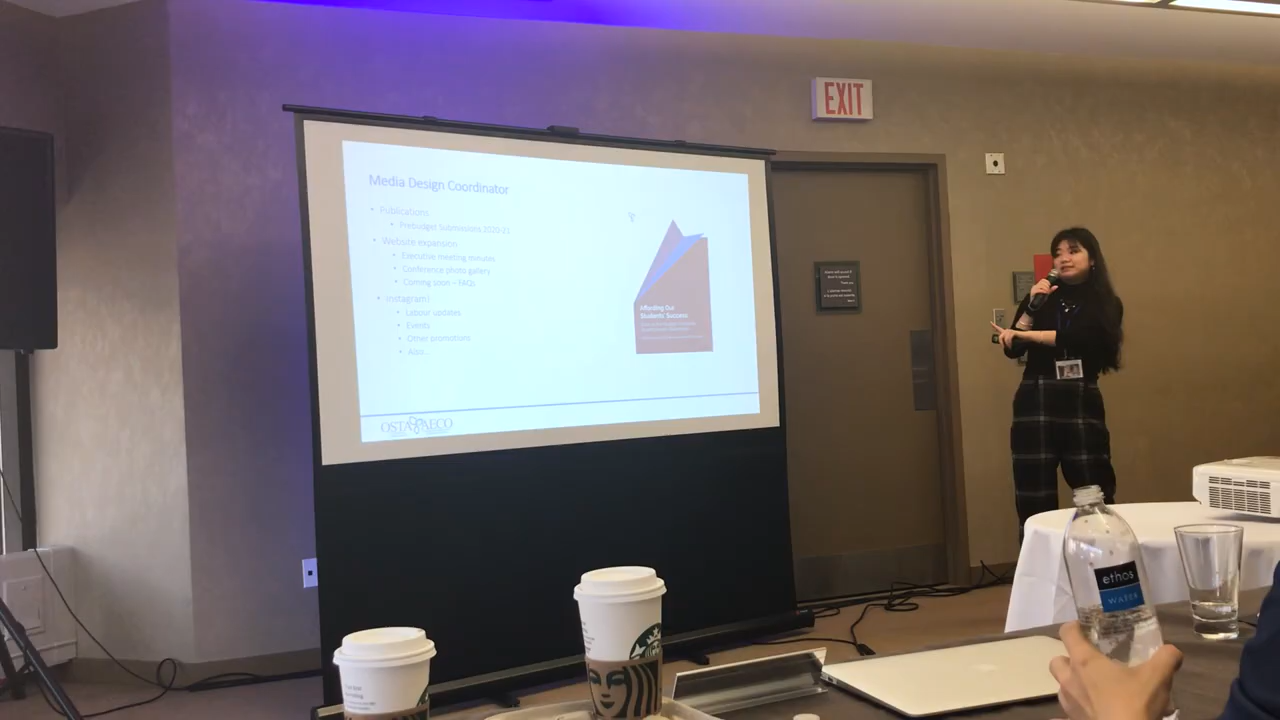 EXIT
Media Design Coordinator
• Publications
• Prebudget Submissions 2020-21
• Website expansion
• Executive meeting minutes
• Conference photo gallery
• Coming soon – FAQs
• Instagram!
• Labour updates
• Events
• Other promotions
• Also...
Affording Our
Students' Success
OSTA AECO
ethos
WATER